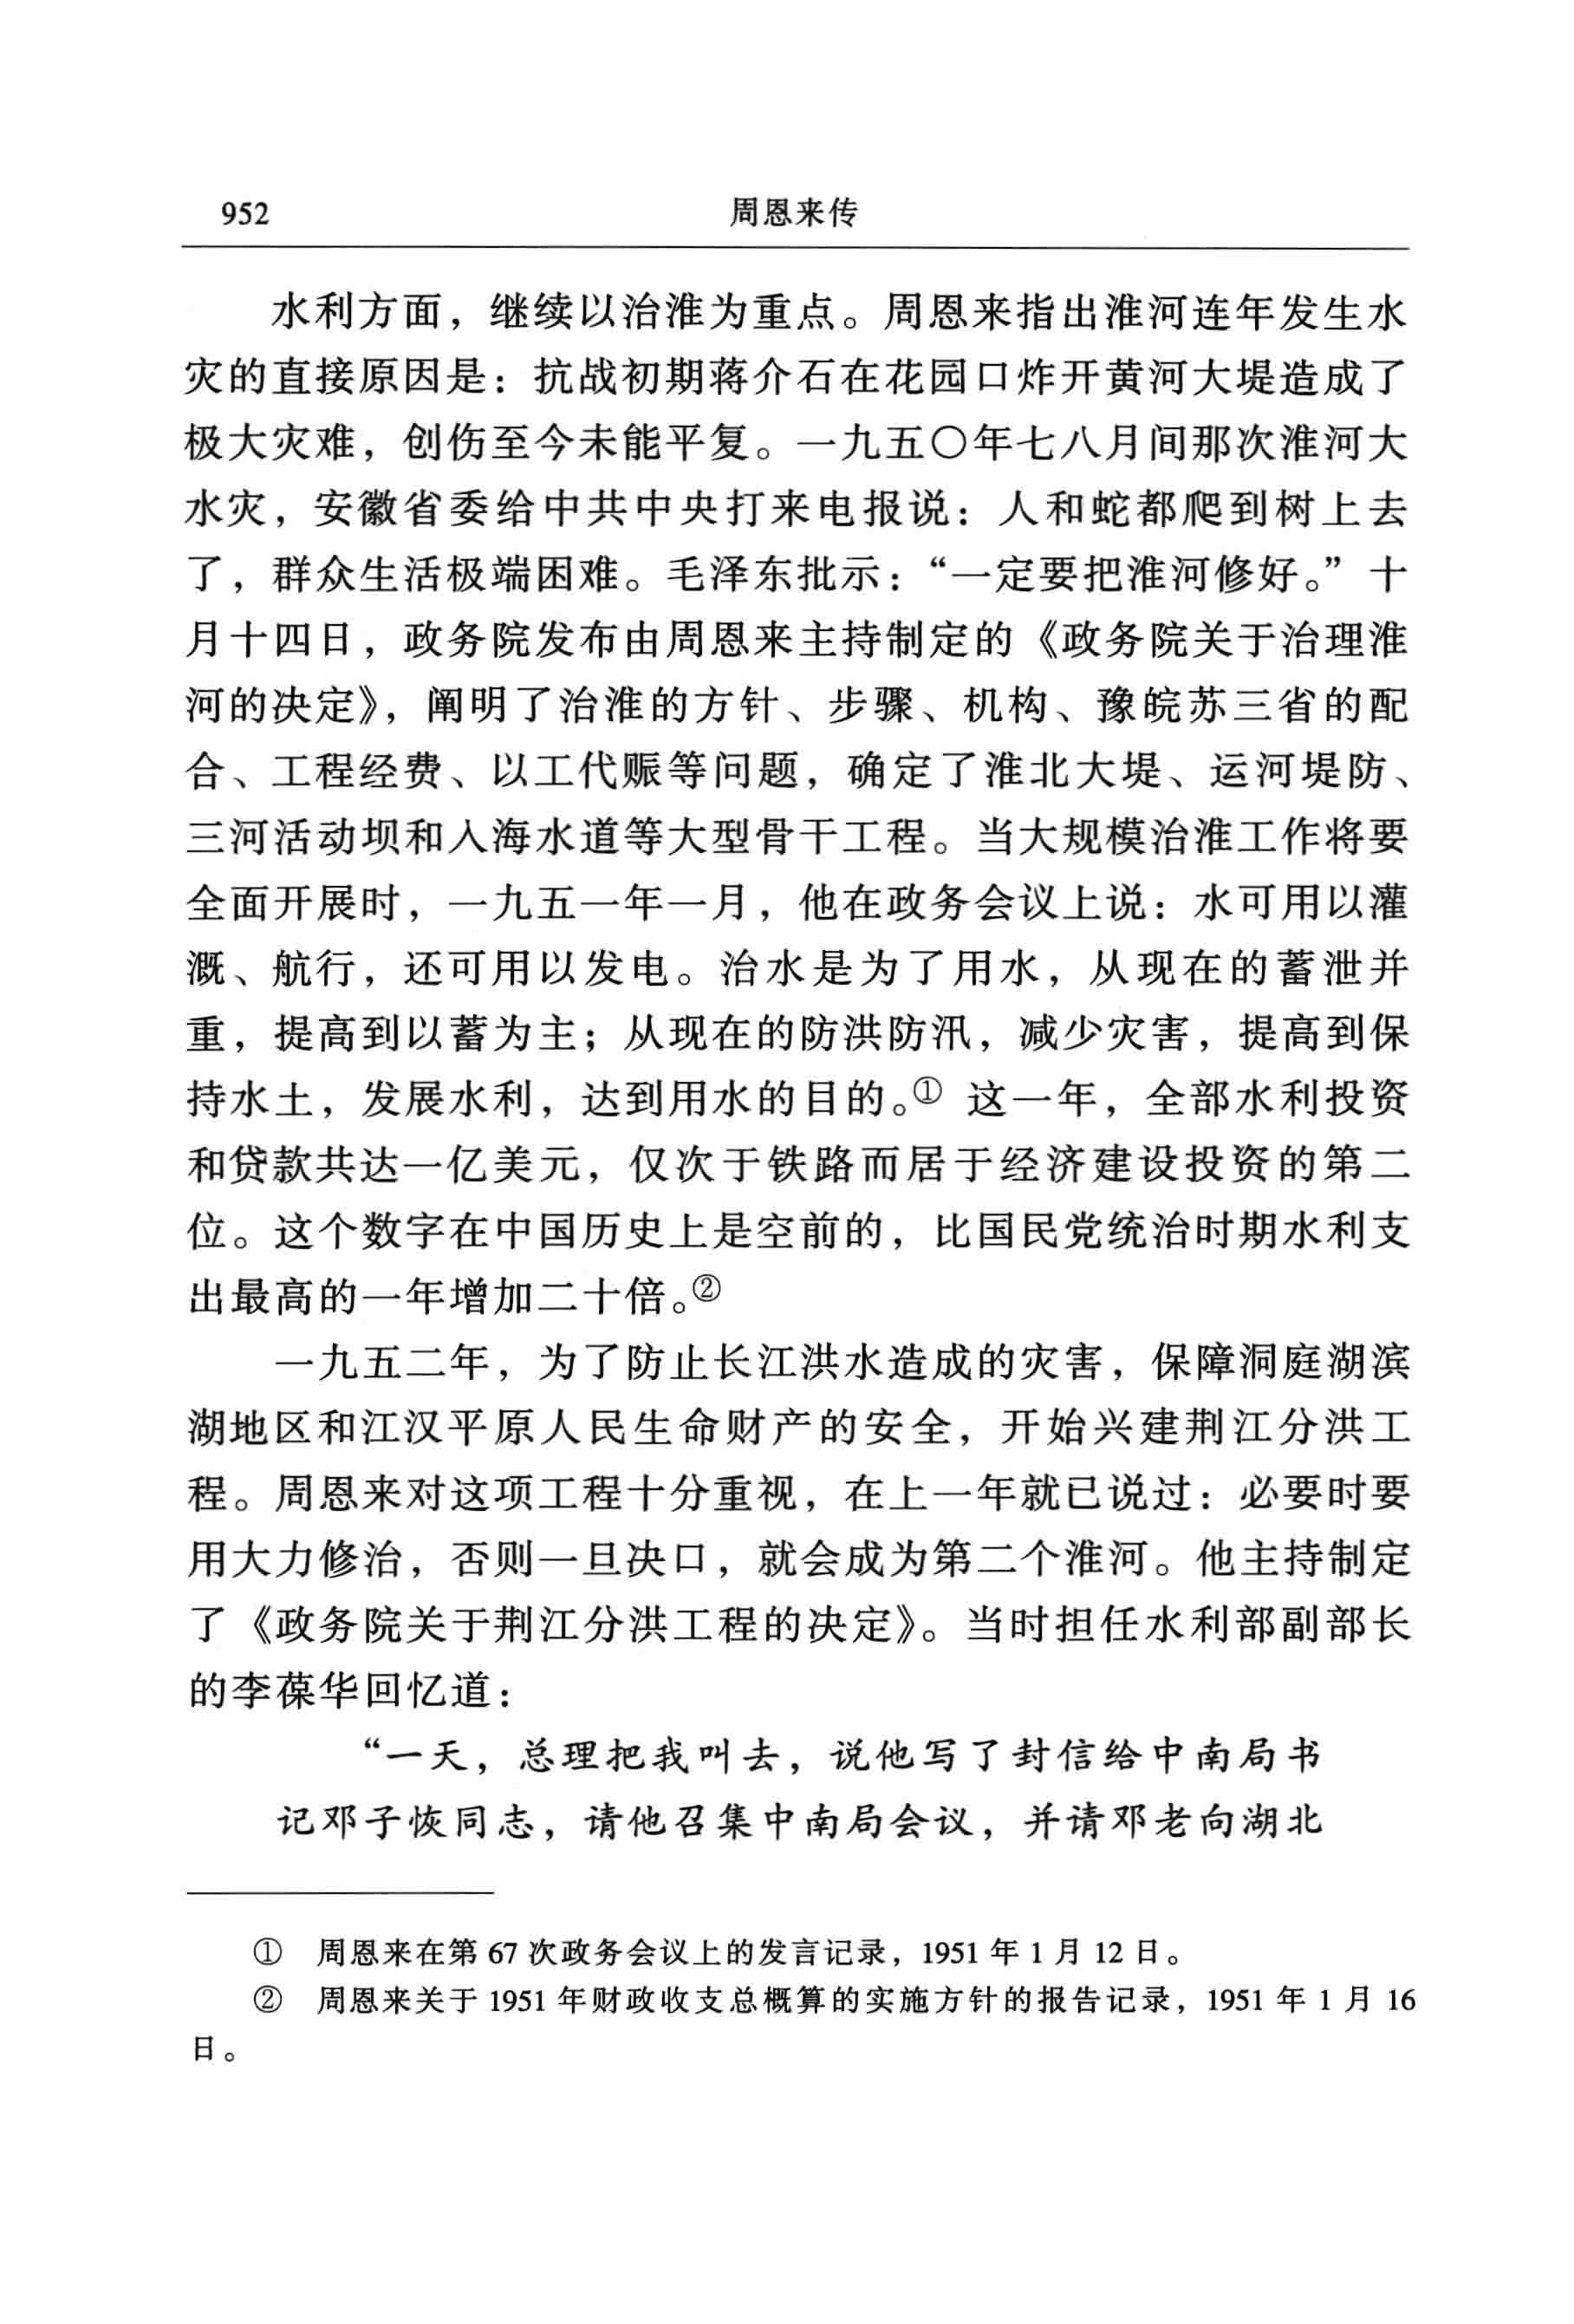 952 周恩来传
水利方面，继续以治淮为重点。周恩来指出淮河连年发生水
灾的直接原因是：抗战初期蒋介石在花园口炸开黄河大堤造成了
极大灾难，创伤至今未能平复。一九五〇年七八月间那次淮河大
水灾，安徽省委给中共中央打来电报说：人和蛇都爬到树上去
了，群众生活极端困难。毛泽东批示：“一定要把淮河修好。”十
月十四日，政务院发布由周恩来主持制定的《政务院关于治理淮
河的决定》，阐明了治淮的方针、步骤、机构、豫皖苏三省的配
合、工程经费、以工代赈等问题，确定了淮北大堤、运河堤防、
三河活动坝和入海水道等大型骨干工程。当大规模治淮工作将要
全面开展时，一九五一年一月，他在政务会议上说：水可用以灌
溉、航行，还可用以发电。治水是为了用水，从现在的蓄泄并
重，提高到以蓄为主；从现在的防洪防汛，减少灾害，提高到保
持水土，发展水利，达到用水的目的。① 这一年，全部水利投资
和贷款共达一亿美元，仅次于铁路而居于经济建设投资的第二
位。这个数字在中国历史上是空前的，比国民党统治时期水利支
出最高的一年增加二十倍。②
一九五二年，为了防止长江洪水造成的灾害，保障洞庭湖滨
湖地区和江汉平原人民生命财产的安全，开始兴建荆江分洪工
程。周恩来对这项工程十分重视，在上一年就已说过：必要时要
用大力修治，否则一旦决口，就会成为第二个淮河。他主持制定
了《政务院关于荆江分洪工程的决定》。当时担任水利部副部长
的李葆华回忆道：
“一天，总理把我叫去，说他写了封信给中南局书
记邓子恢同志，请他召集中南局会议，并请邓老向湖北
① 周恩来在第 67 次政务会议上的发言记录，1951 年 1 月 12 日。
② 周恩来关于 1951 年财政收支总概算的实施方针的报告记录，1951 年 1 月 16
日。